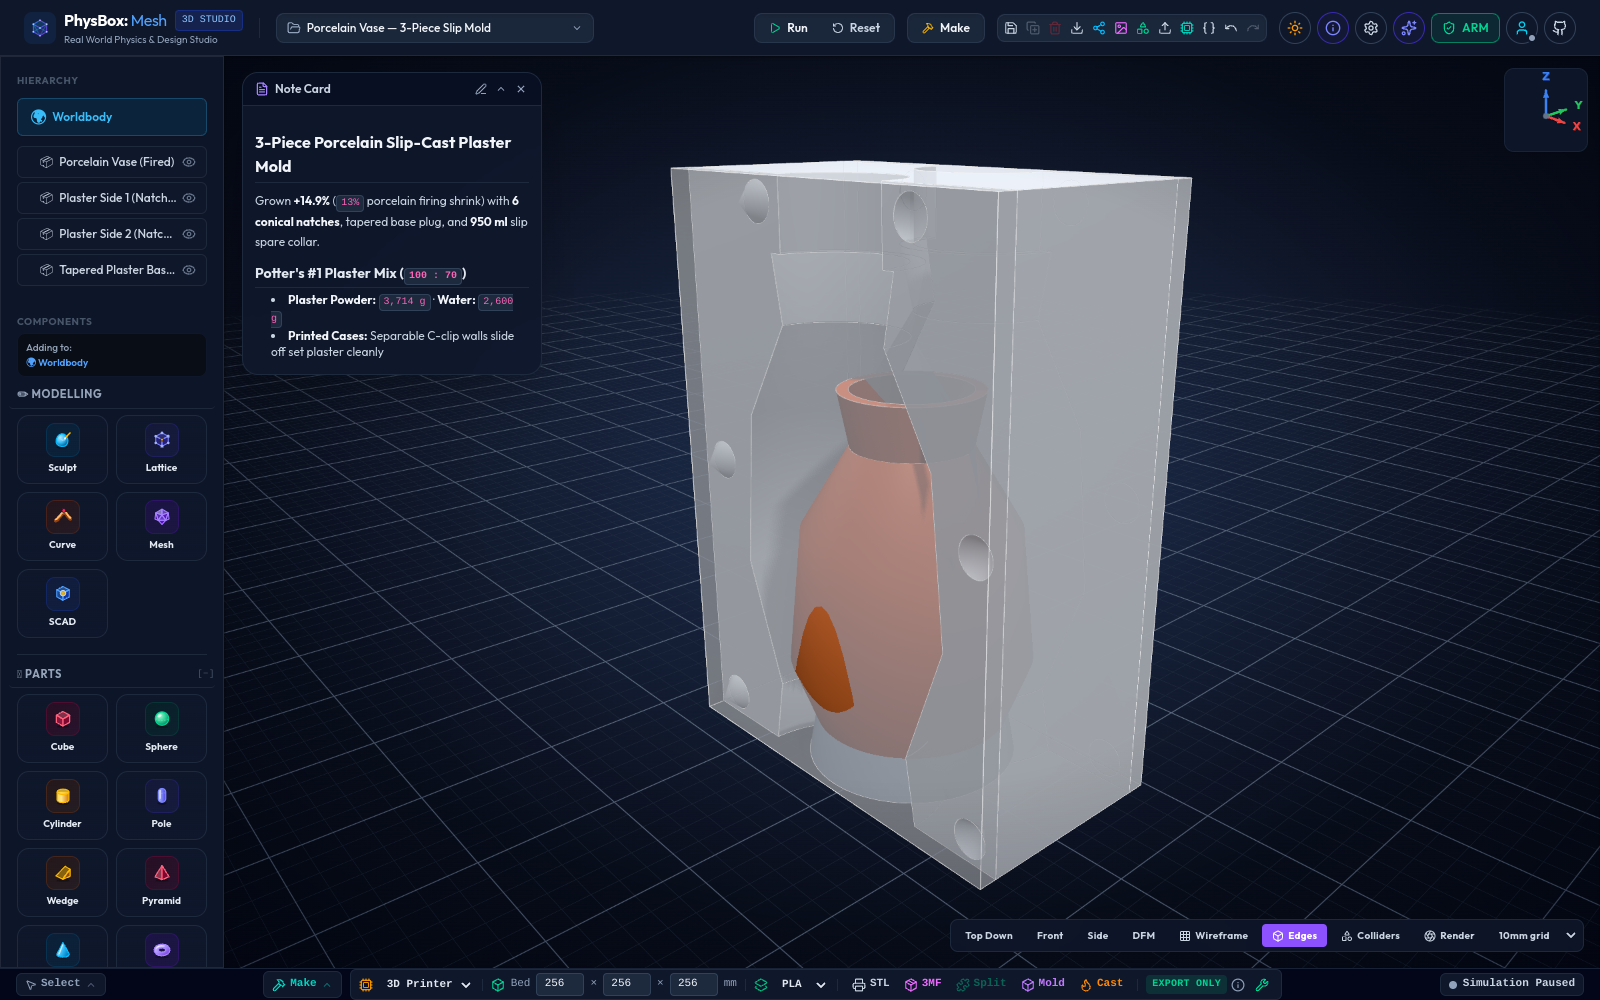 PhysBox: Mesh 3D STUDIO
Real World Physics & Design Studio
Porcelain Vase — 3-Piece Slip Mold
Run Reset
Make
ARM
HIERARCHY
Worldbody
Porcelain Vase (Fired)
Plaster Side 1 (Natch...
Plaster Side 2 (Natc...
Tapered Plaster Bas...
COMPONENTS
Adding to:
Worldbody
MODELLING
Sculpt
Lattice
Curve
Mesh
SCAD
PARTS [-]
Cube
Sphere
Cylinder
Pole
Wedge
Pyramid
Note Card
3-Piece Porcelain Slip-Cast Plaster
Mold
Grown +14.9% ( 13% porcelain firing shrink) with 6
conical natches, tapered base plug, and 950 ml slip
spare collar.
Potter's #1 Plaster Mix ( 100 : 70 )
• Plaster Powder: 3,714 g · Water: 2,600
g
• Printed Cases: Separable C-clip walls slide
off set plaster cleanly
Z
Y
X
Top Down Front Side DFM Wireframe Edges Colliders Render 10mm grid
Select
Make
3D Printer
Bed 256 × 256 × 256 mm
PLA
STL 3MF Split Mold Cast
EXPORT ONLY
Simulation Paused